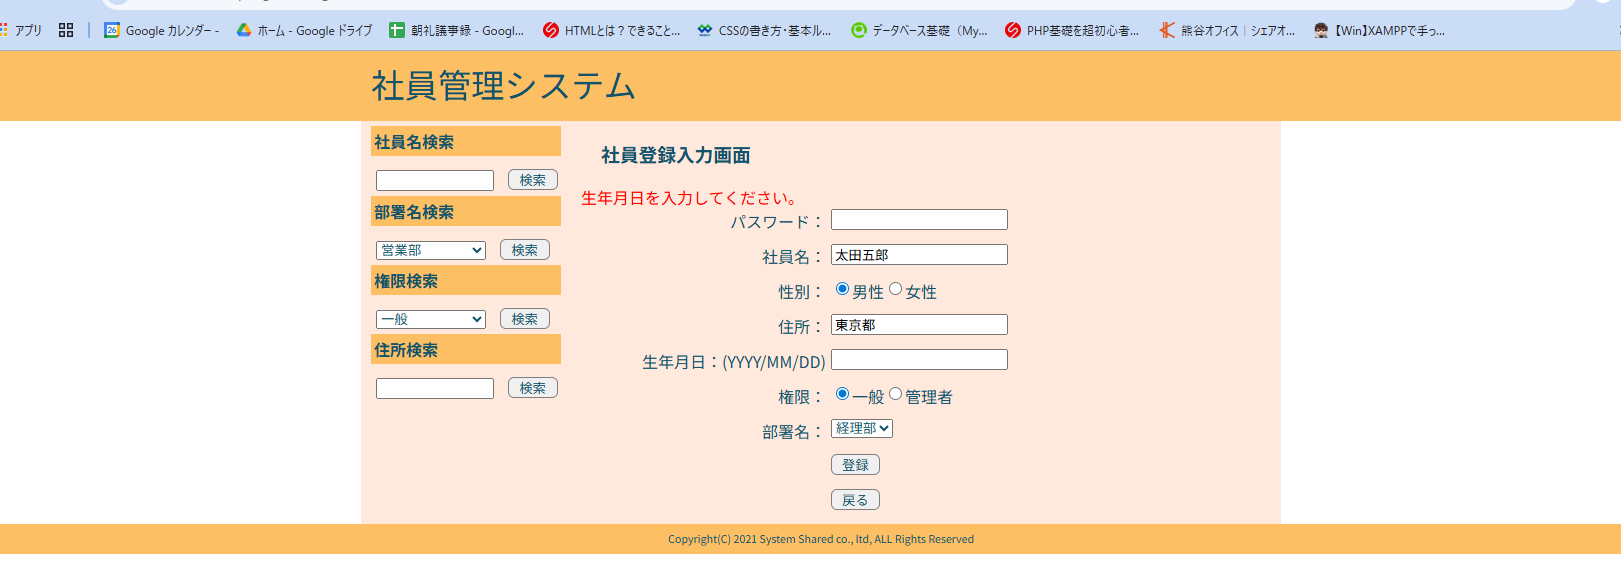 アプリ
Google カレンダー -
ホーム - Google ドライブ
朝礼議事録 - Googl...
HTMLとは？できること...
CSSの書き方・基本ル...
データベース基礎（My...
PHP基礎を超初心者...
熊谷オフィス｜シェアオ...
【Win】XAMPPで手っ...
社員管理システム
社員名検索
検索
部署名検索
営業部 検索
権限検索
一般 検索
住所検索
検索
社員登録入力画面
生年月日を入力してください。
パスワード：
社員名： 太田五郎
性別： 男性 女性
住所： 東京都
生年月日：(YYYY/MM/DD)
権限： 一般 管理者
部署名： 経理部
登録
戻る
Copyright(C) 2021 System Shared co., ltd, ALL Rights Reserved